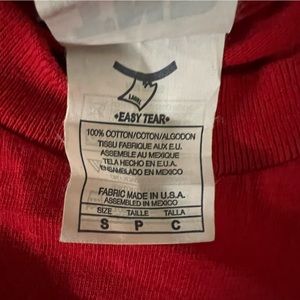 LABEL
•EASY TEAR•
100% COTTON/COTON/ALGODON
TISSU FABRIQUE AUX E.U.
ASSEMBLE AU MEXIQUE
TELA HECHO EN E.U.A.
ENSAMBLADO EN MEXICO
FABRIC MADE IN U.S.A.
ASSEMBLED IN MEXICO
SIZE TAILLE TALLA
S P C